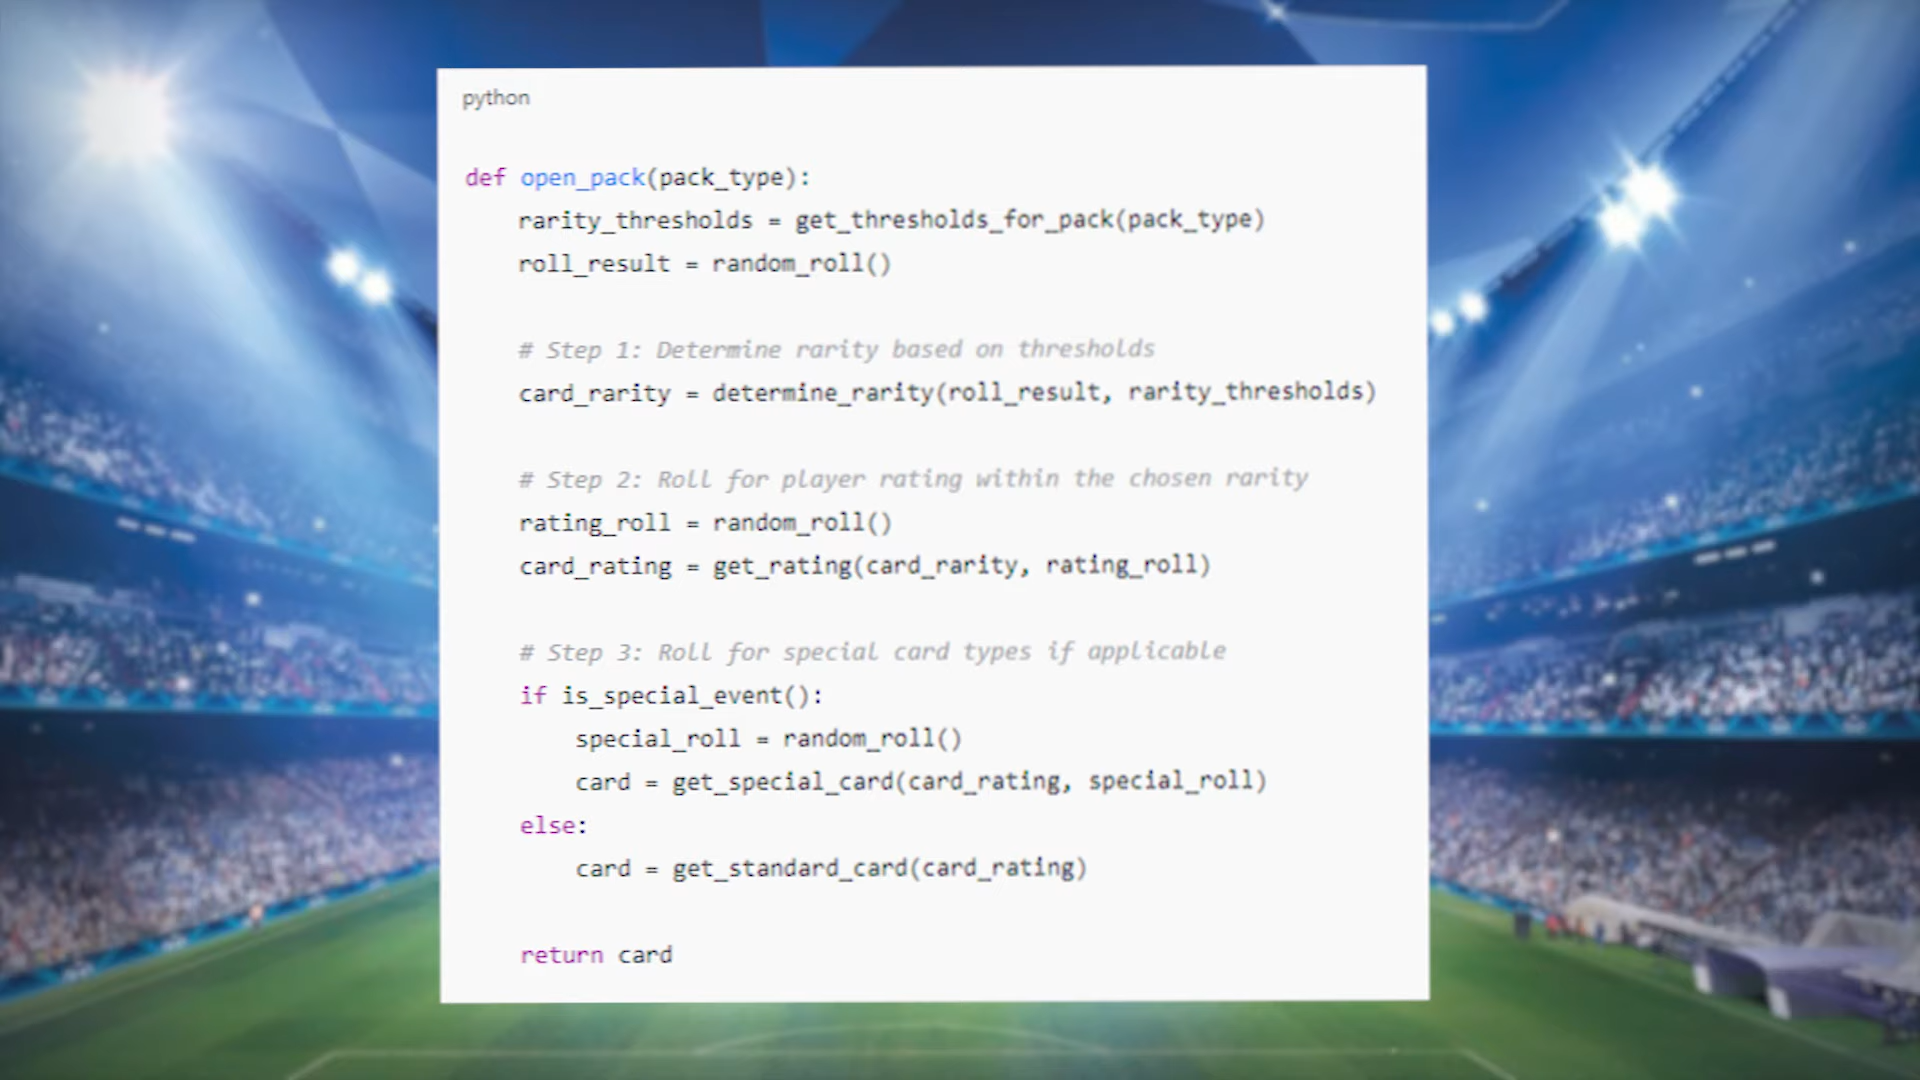 python
def open_pack(pack_type):
rarity_thresholds = get_thresholds_for_pack(pack_type)
roll_result = random_roll()
# Step 1: Determine rarity based on thresholds
card_rarity = determine_rarity(roll_result, rarity_thresholds)
# Step 2: Roll for player rating within the chosen rarity
rating_roll = random_roll()
card_rating = get_rating(card_rarity, rating_roll)
# Step 3: Roll for special card types if applicable
if is_special_event():
special_roll = random_roll()
card = get_special_card(card_rating, special_roll)
else:
card = get_standard_card(card_rating)
return card